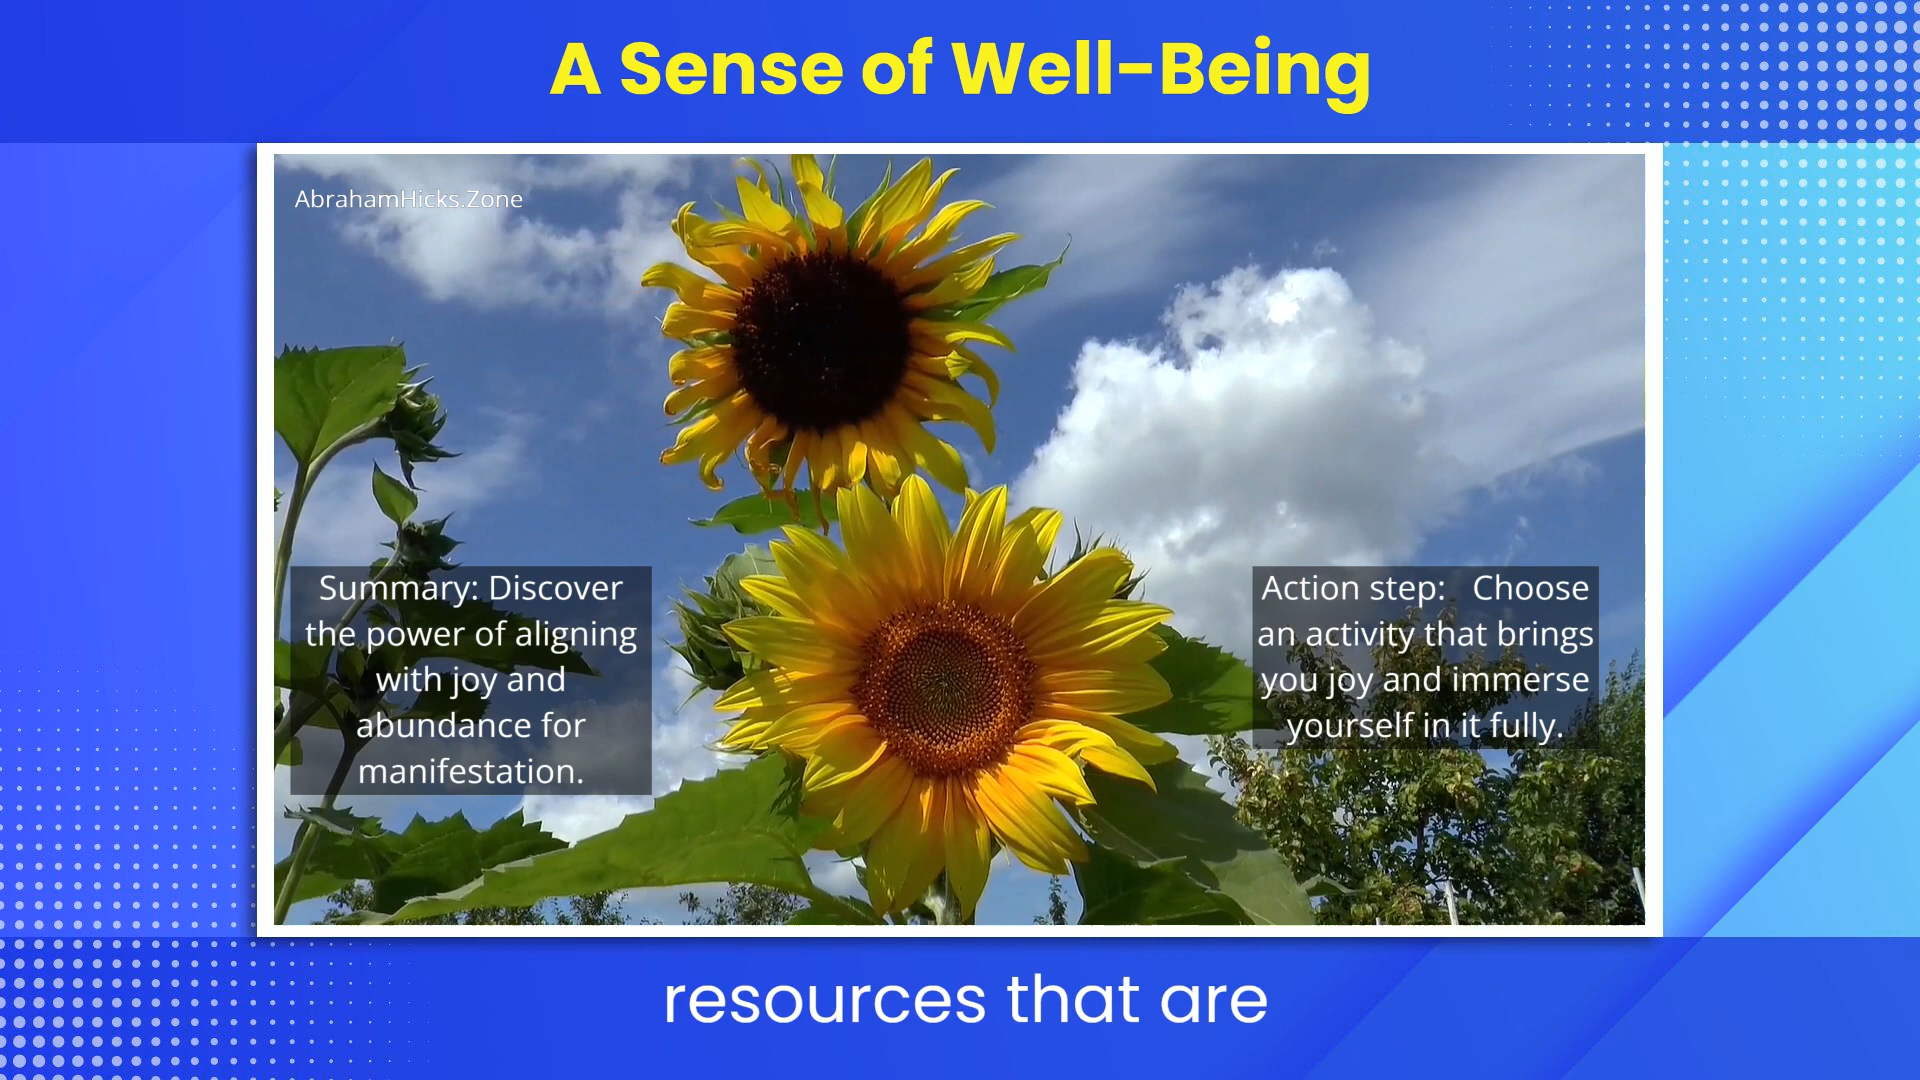 A Sense of Well-Being
AbrahamHicks.Zone
Summary: Discover
the power of aligning
with joy and
abundance for
manifestation.
Action step:   Choose
an activity that brings
you joy and immerse
yourself in it fully.
resources that are